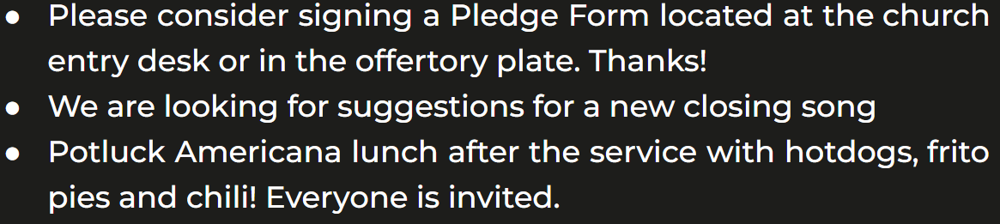 ● Please consider signing a Pledge Form located at the church
entry desk or in the offertory plate. Thanks!
● We are looking for suggestions for a new closing song
● Potluck Americana lunch after the service with hotdogs, frito
pies and chili! Everyone is invited.